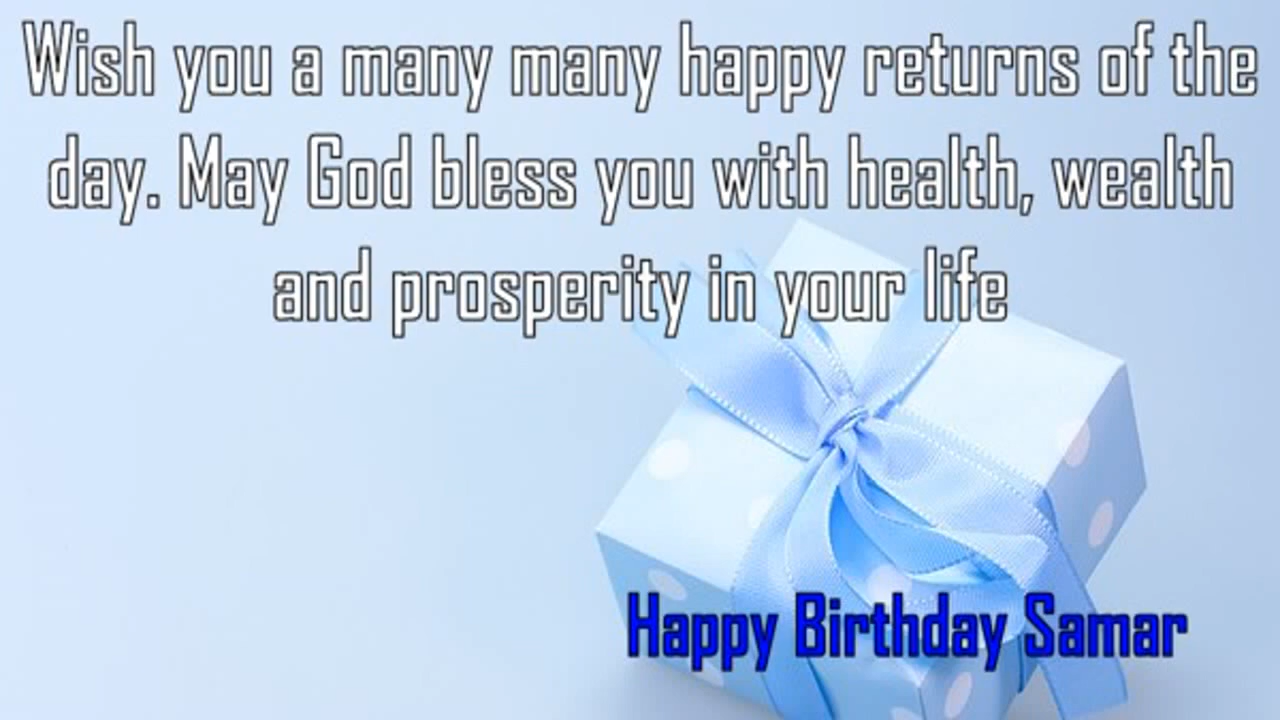 Wish you a many many happy returns of the
day. May God bless you with health, wealth
and prosperity in your life
Happy Birthday Samar